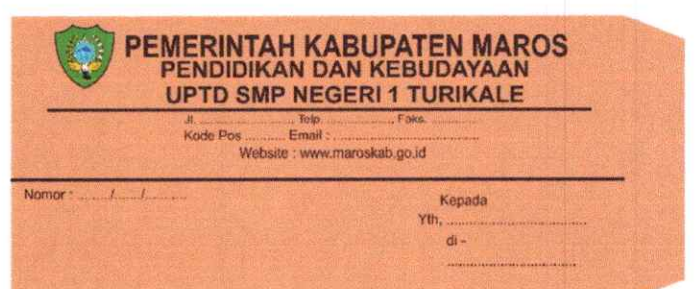 PEMERINTAH KABUPATEN MAROS
PENDIDIKAN DAN KEBUDAYAAN
UPTD SMP NEGERI 1 TURIKALE
Jl. ........................, Telp. ..................., Faks. ..............
Kode Pos ........... Email : ........................................
Website : www.maroskab.go.id
Nomor : ......../......./............
Kepada
Yth, ........................................
di -
........................................